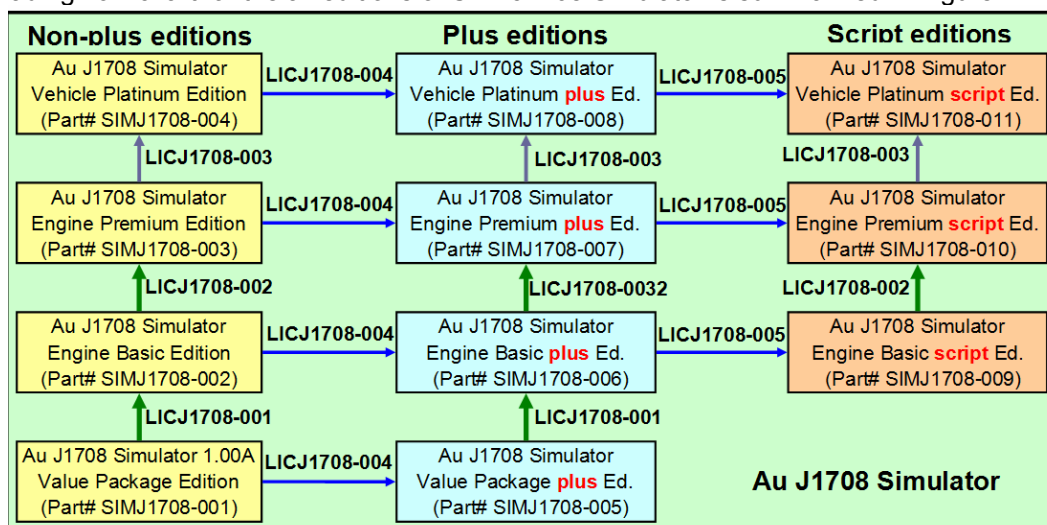 Non-plus editions
Plus editions
Script editions
Au J1708 Simulator
Vehicle Platinum Edition
(Part# SIMJ1708-004)
LICJ1708-004
Au J1708 Simulator
Vehicle Platinum plus Ed.
(Part# SIMJ1708-008)
LICJ1708-005
Au J1708 Simulator
Vehicle Platinum script Ed.
(Part# SIMJ1708-011)
LICJ1708-003
LICJ1708-003
LICJ1708-003
Au J1708 Simulator
Engine Premium Edition
(Part# SIMJ1708-003)
LICJ1708-004
Au J1708 Simulator
Engine Premium plus Ed.
(Part# SIMJ1708-007)
LICJ1708-005
Au J1708 Simulator
Engine Premium script Ed.
(Part# SIMJ1708-010)
LICJ1708-002
LICJ1708-0032
LICJ1708-002
Au J1708 Simulator
Engine Basic Edition
(Part# SIMJ1708-002)
LICJ1708-004
Au J1708 Simulator
Engine Basic plus Ed.
(Part# SIMJ1708-006)
LICJ1708-005
Au J1708 Simulator
Engine Basic script Ed.
(Part# SIMJ1708-009)
LICJ1708-001
LICJ1708-001
Au J1708 Simulator 1.00A
Value Package Edition
(Part# SIMJ1708-001)
LICJ1708-004
Au J1708 Simulator
Value Package plus Ed.
(Part# SIMJ1708-005)
Au J1708 Simulator